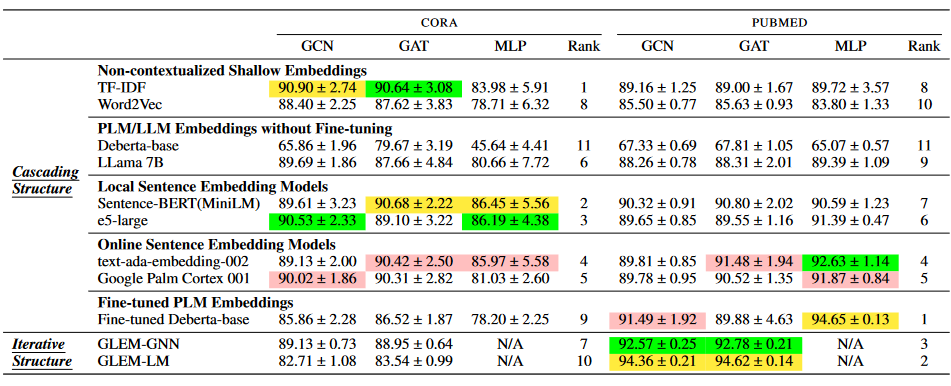 CORA PUBMED
GCN GAT MLP Rank GCN GAT MLP Rank
Cascading
Structure
Non-contextualized Shallow Embeddings
TF-IDF 90.90 ± 2.74 90.64 ± 3.08 83.98 ± 5.91 1 89.16 ± 1.25 89.00 ± 1.67 89.72 ± 3.57 8
Word2Vec 88.40 ± 2.25 87.62 ± 3.83 78.71 ± 6.32 8 85.50 ± 0.77 85.63 ± 0.93 83.80 ± 1.33 10
PLM/LLM Embeddings without Fine-tuning
Deberta-base 65.86 ± 1.96 79.67 ± 3.19 45.64 ± 4.41 11 67.33 ± 0.69 67.81 ± 1.05 65.07 ± 0.57 11
LLama 7B 89.69 ± 1.86 87.66 ± 4.84 80.66 ± 7.72 6 88.26 ± 0.78 88.31 ± 2.01 89.39 ± 1.09 9
Local Sentence Embedding Models
Sentence-BERT(MiniLM) 89.61 ± 3.23 90.68 ± 2.22 86.45 ± 5.56 2 90.32 ± 0.91 90.80 ± 2.02 90.59 ± 1.23 7
e5-large 90.53 ± 2.33 89.10 ± 3.22 86.19 ± 4.38 3 89.65 ± 0.85 89.55 ± 1.16 91.39 ± 0.47 6
Online Sentence Embedding Models
text-ada-embedding-002 89.13 ± 2.00 90.42 ± 2.50 85.97 ± 5.58 4 89.81 ± 0.85 91.48 ± 1.94 92.63 ± 1.14 4
Google Palm Cortex 001 90.02 ± 1.86 90.31 ± 2.82 81.03 ± 2.60 5 89.78 ± 0.95 90.52 ± 1.35 91.87 ± 0.84 5
Fine-tuned PLM Embeddings
Fine-tuned Deberta-base 85.86 ± 2.28 86.52 ± 1.87 78.20 ± 2.25 9 91.49 ± 1.92 89.88 ± 4.63 94.65 ± 0.13 1
Iterative
Structure
GLEM-GNN 89.13 ± 0.73 88.95 ± 0.64 N/A 7 92.57 ± 0.25 92.78 ± 0.21 N/A 3
GLEM-LM 82.71 ± 1.08 83.54 ± 0.99 N/A 10 94.36 ± 0.21 94.62 ± 0.14 N/A 2